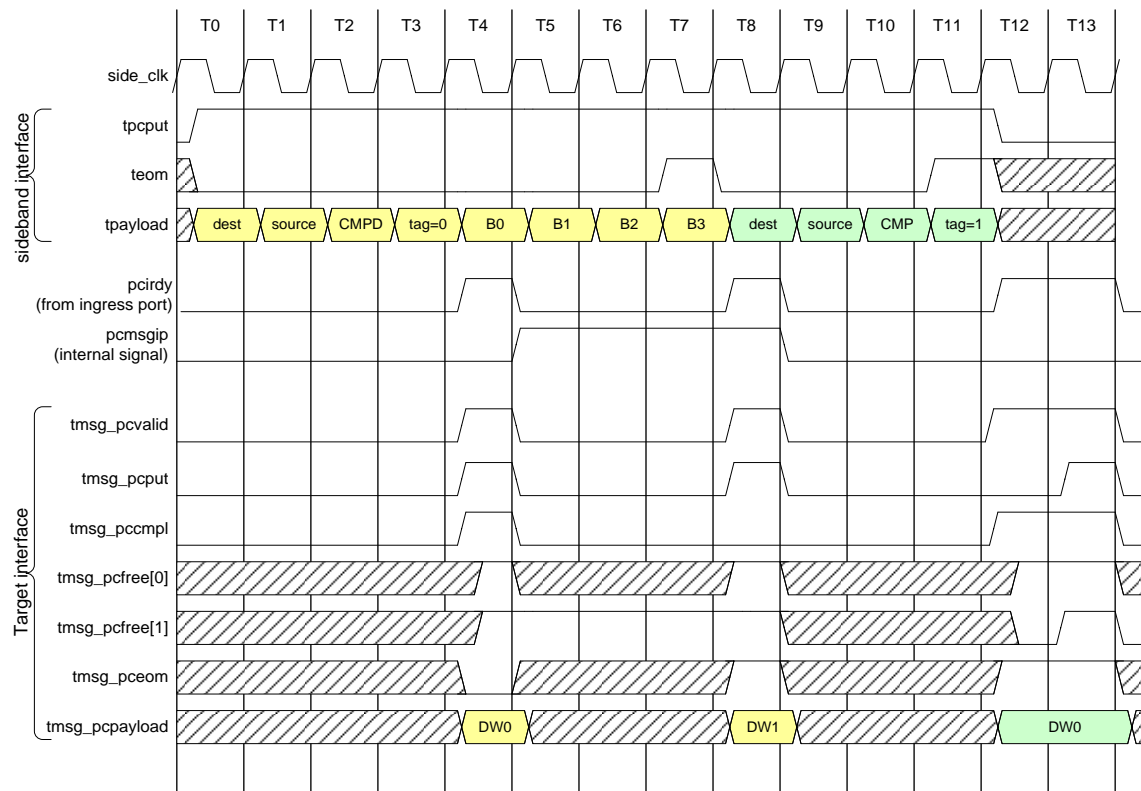 T0 T1 T2 T3 T4 T5 T6 T7 T8 T9 T10 T11 T12 T13
side_clk
sideband interface
tpcput
teom
tpayload
dest source CMPD tag=0 B0 B1 B2 B3 dest source CMP tag=1
pcirdy
(from ingress port)
pcmsgip
(internal signal)
Target interface
tmsg_pcvalid
tmsg_pcput
tmsg_pccmpl
tmsg_pcfree[0]
tmsg_pcfree[1]
tmsg_pceom
tmsg_pcpayload
DW0 DW1 DW0